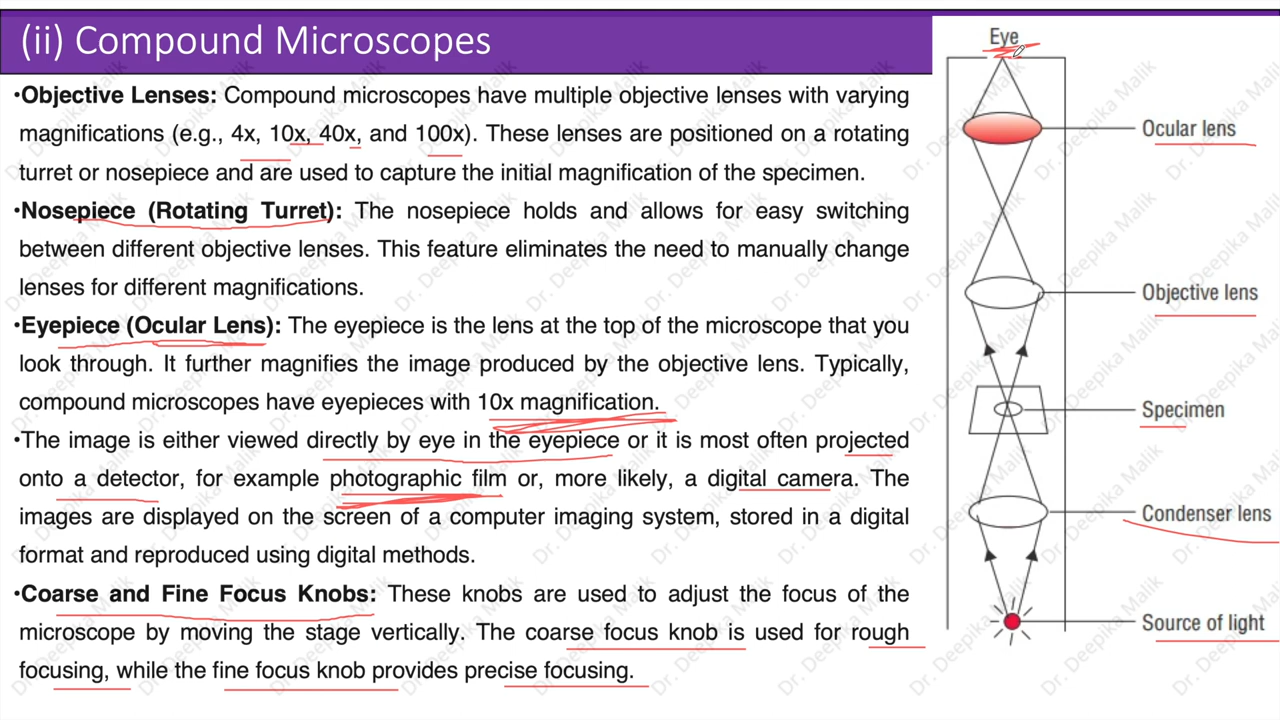 (ii) Compound Microscopes
•Objective Lenses: Compound microscopes have multiple objective lenses with varying
magnifications (e.g., 4x, 10x, 40x, and 100x). These lenses are positioned on a rotating
turret or nosepiece and are used to capture the initial magnification of the specimen.
•Nosepiece (Rotating Turret): The nosepiece holds and allows for easy switching
between different objective lenses. This feature eliminates the need to manually change
lenses for different magnifications.
•Eyepiece (Ocular Lens): The eyepiece is the lens at the top of the microscope that you
look through. It further magnifies the image produced by the objective lens. Typically,
compound microscopes have eyepieces with 10x magnification.
•The image is either viewed directly by eye in the eyepiece or it is most often projected
onto a detector, for example photographic film or, more likely, a digital camera. The
images are displayed on the screen of a computer imaging system, stored in a digital
format and reproduced using digital methods.
•Coarse and Fine Focus Knobs: These knobs are used to adjust the focus of the
microscope by moving the stage vertically. The coarse focus knob is used for rough
focusing, while the fine focus knob provides precise focusing.
Eye
Ocular lens
Objective lens
Specimen
Condenser lens
Source of light
Dr. Deepika Malik